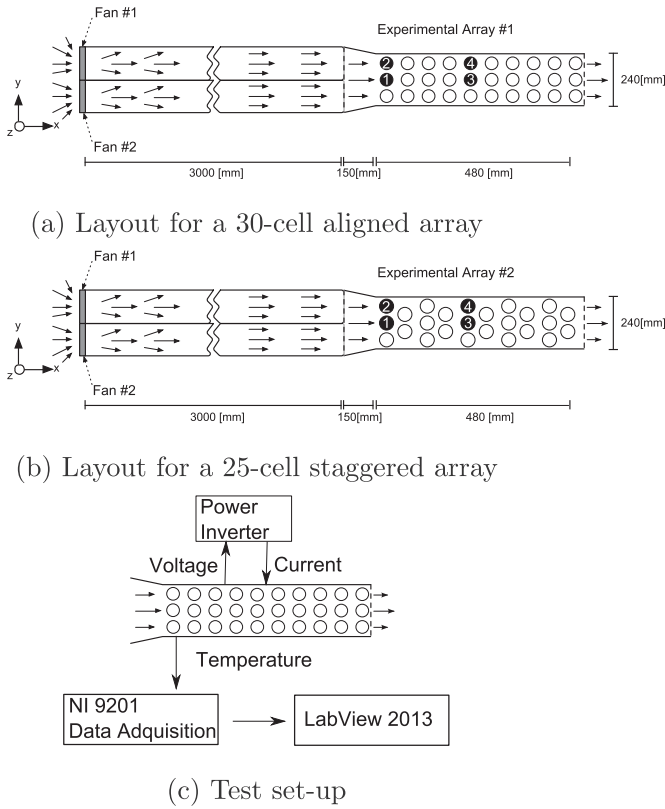 Fan #1
Experimental Array #1
2 4
1 3
240[mm]
y
z x
Fan #2
3000 [mm] 150[mm] 480 [mm]
(a) Layout for a 30-cell aligned array
Fan #1
Experimental Array #2
2 4
1 3
240[mm]
y
z x
Fan #2
3000 [mm] 150[mm] 480 [mm]
(b) Layout for a 25-cell staggered array
Power
Inverter
Voltage Current
Temperature
NI 9201
Data Adquisition
LabView 2013
(c) Test set-up